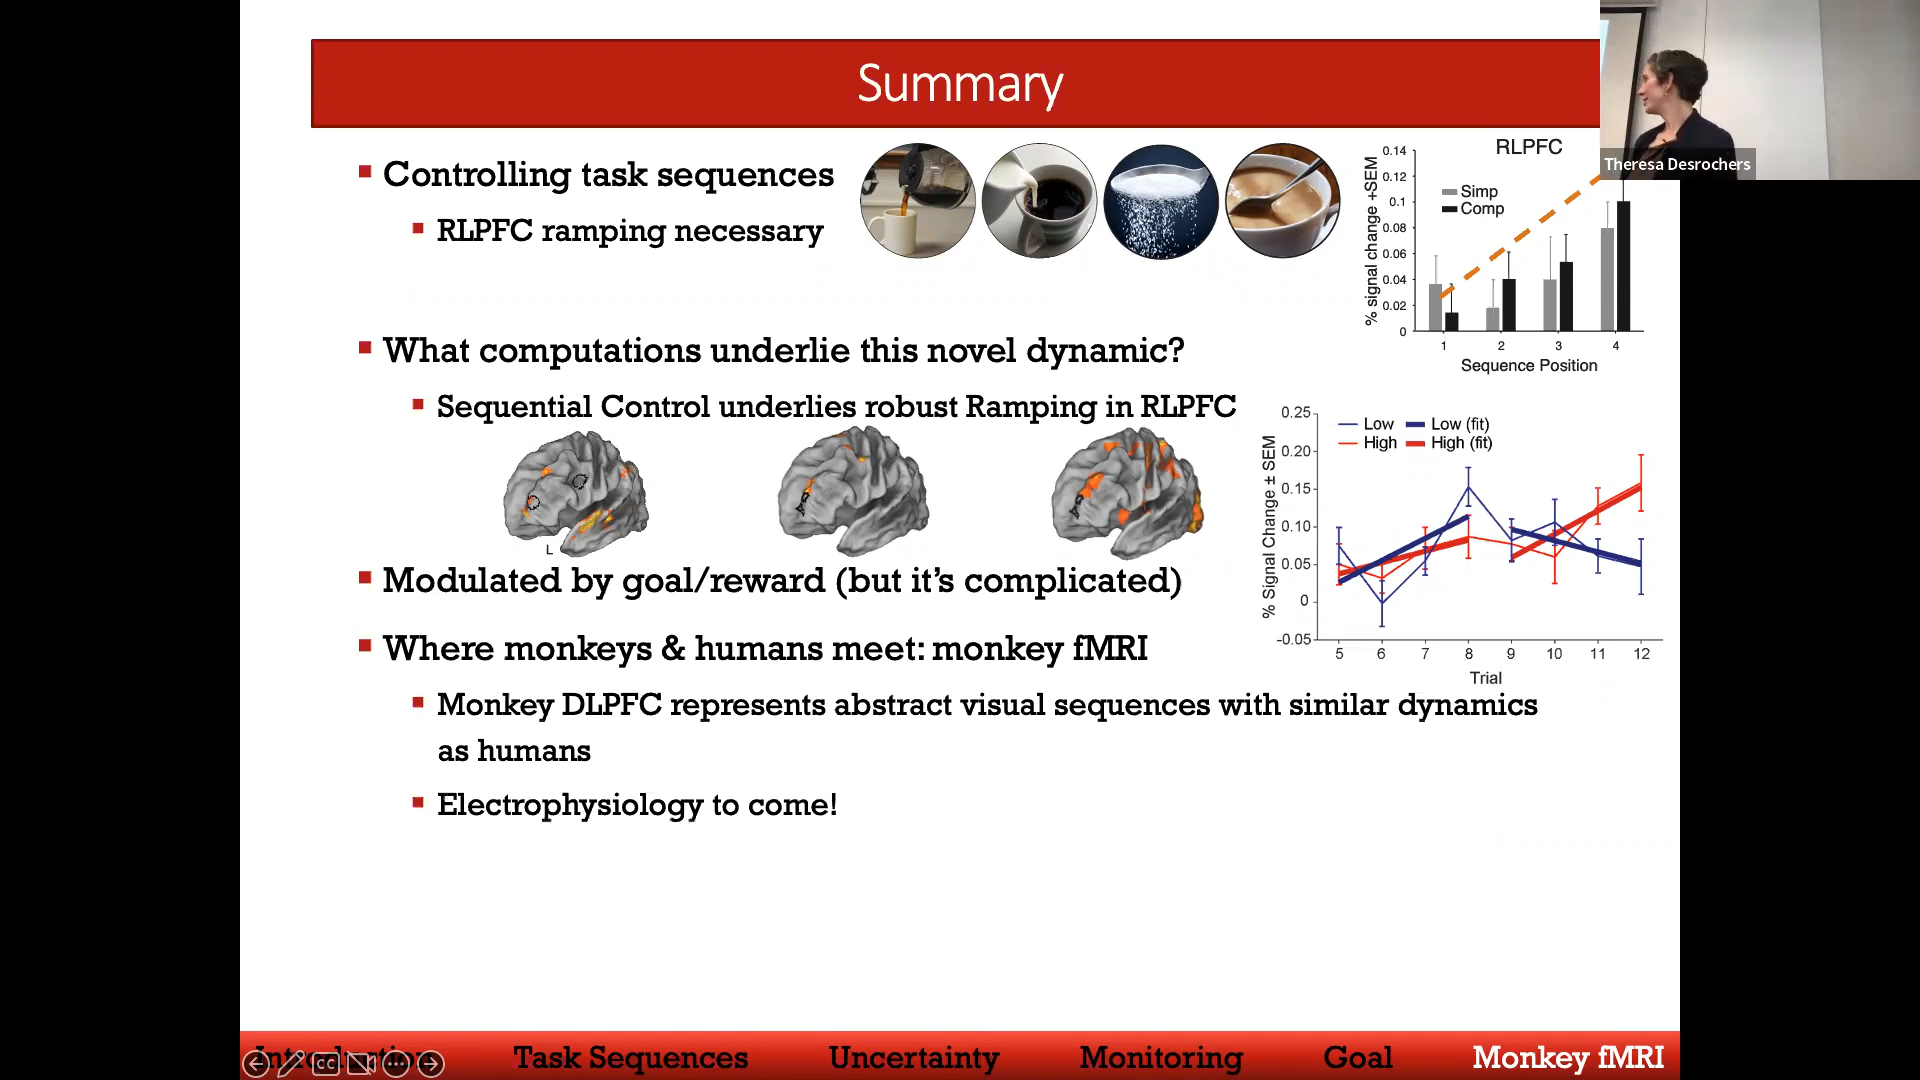 Summary
Theresa Desrochers
Controlling task sequences
RLPFC ramping necessary
RLPFC
% signal change +SEM
0.14
0.12
0.1
0.08
0.06
0.04
0.02
0
Simp
Comp
1 2 3 4
Sequence Position
What computations underlie this novel dynamic?
Sequential Control underlies robust Ramping in RLPFC
L
% Signal Change ± SEM
0.25
0.20
0.15
0.10
0.05
0
-0.05
Low Low (fit)
High High (fit)
5 6 7 8 9 10 11 12
Trial
Modulated by goal/reward (but it's complicated)
Where monkeys & humans meet: monkey fMRI
Monkey DLPFC represents abstract visual sequences with similar dynamics
as humans
Electrophysiology to come!
Introduction Task Sequences Uncertainty Monitoring Goal Monkey fMRI
CC